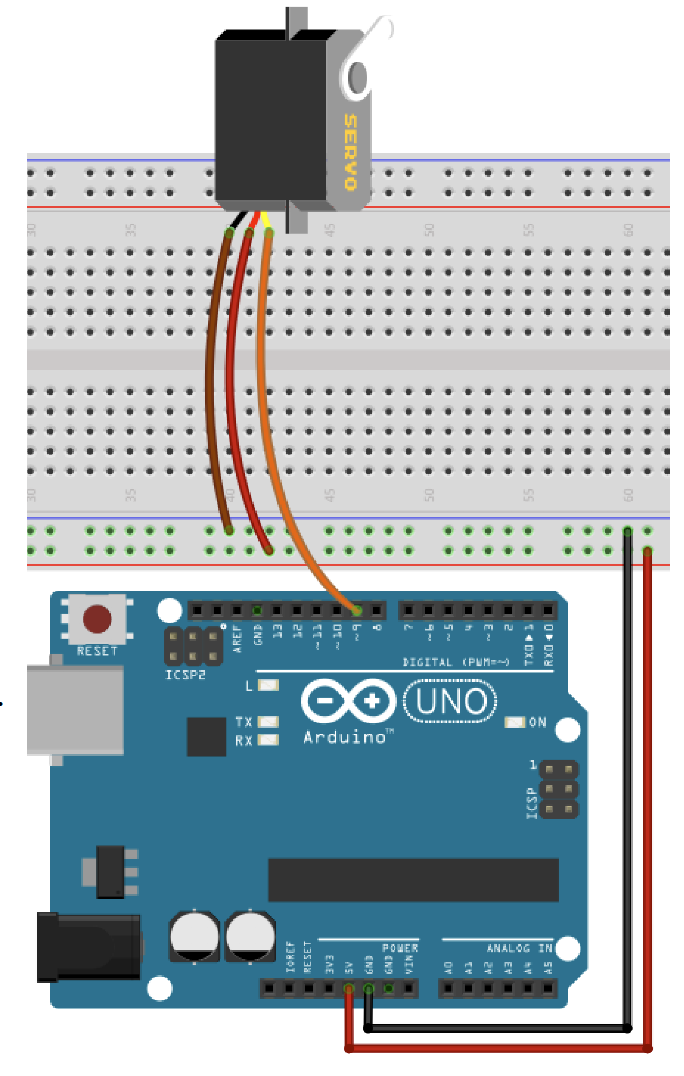 SERVO
30 35 40 45 50 55 60
30 35 40 45 50 55 60
RESET
ICSP2
AREF
GND
13
12
~11
~10
~9
8
7
~6
~5
4
~3
2
TX0▶1
RX0◀0
DIGITAL (PWM=~)
L
TX
RX
Arduino™
UNO
ON
1
ICSP
POWER
ANALOG IN
IOREF
RESET
3V3
5V
GND
GND
VIN
A0
A1
A2
A3
A4
A5